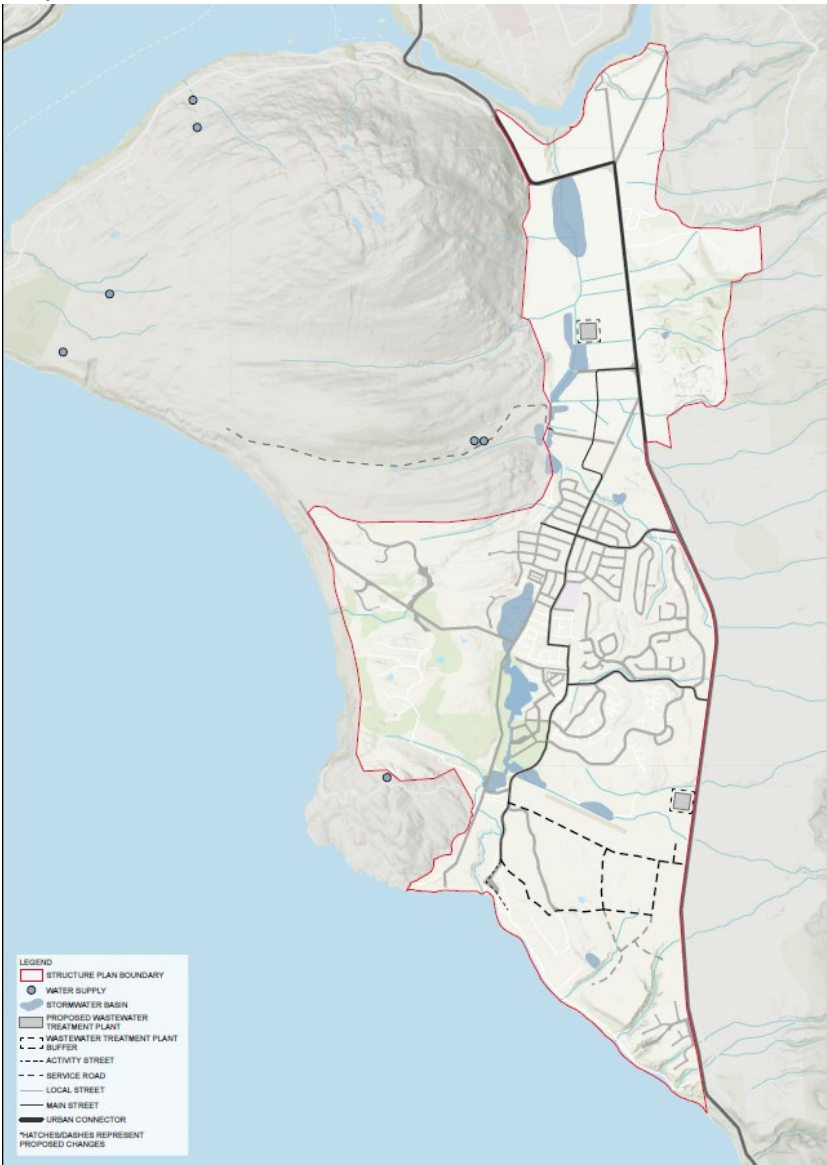 LEGEND
STRUCTURE PLAN BOUNDARY
WATER SUPPLY
STORMWATER BASIN
PROPOSED WASTEWATER
TREATMENT PLANT
WASTEWATER TREATMENT PLANT
BUFFER
ACTIVITY STREET
SERVICE ROAD
LOCAL STREET
MAIN STREET
URBAN CONNECTOR
*HATCHES/DASHES REPRESENT
PROPOSED CHANGES